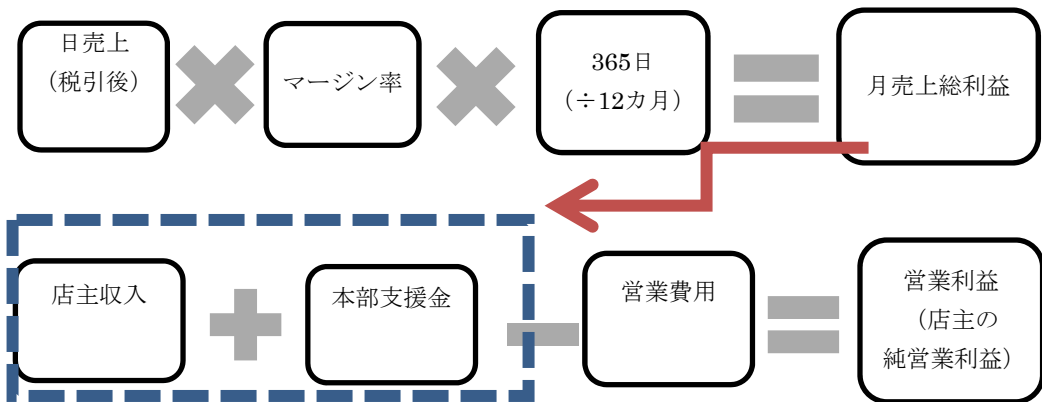 日売上
（税引後）
マージン率
365日
（÷12カ月）
月売上総利益
店主収入
本部支援金
営業費用
営業利益
（店主の
純営業利益）